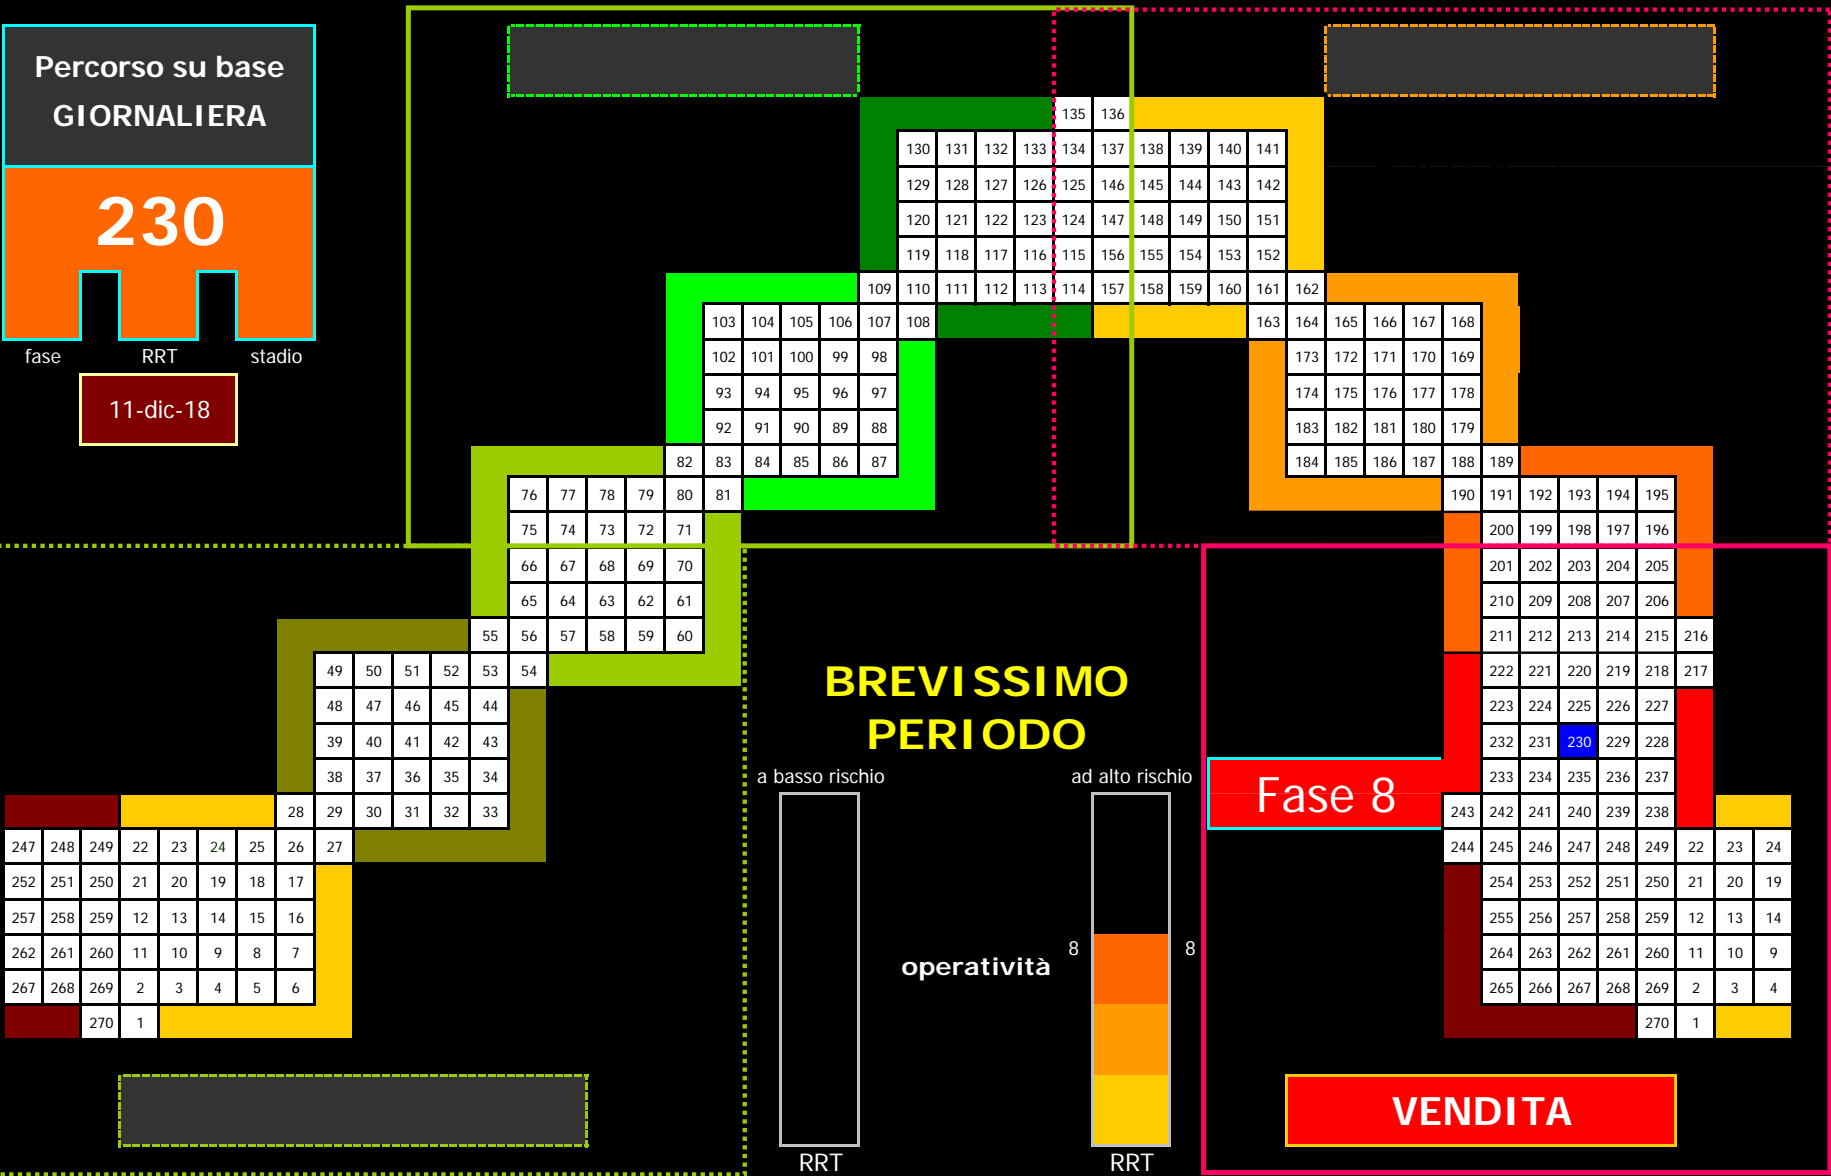 Percorso su base
GIORNALIERA
230
fase RRT stadio
11-dic-18
135 136
130 131 132 133 134 137 138 139 140 141
129 128 127 126 125 146 145 144 143 142
120 121 122 123 124 147 148 149 150 151
119 118 117 116 115 156 155 154 153 152
109 110 111 112 113 114 157 158 159 160 161 162
103 104 105 106 107 108 163 164 165 166 167 168
102 101 100 99 98 173 172 171 170 169
93 94 95 96 97 174 175 176 177 178
92 91 90 89 88 183 182 181 180 179
82 83 84 85 86 87 184 185 186 187 188 189
76 77 78 79 80 81 190 191 192 193 194 195
75 74 73 72 71 200 199 198 197 196
66 67 68 69 70 201 202 203 204 205
65 64 63 62 61 210 209 208 207 206
55 56 57 58 59 60 211 212 213 214 215 216
49 50 51 52 53 54 222 221 220 219 218 217
48 47 46 45 44 223 224 225 226 227
39 40 41 42 43 232 231 230 229 228
38 37 36 35 34 233 234 235 236 237
28 29 30 31 32 33 243 242 241 240 239 238
247 248 249 22 23 24 25 26 27 244 245 246 247 248 249 22 23 24
252 251 250 21 20 19 18 17 254 253 252 251 250 21 20 19
257 258 259 12 13 14 15 16 255 256 257 258 259 12 13 14
262 261 260 11 10 9 8 7 264 263 262 261 260 11 10 9
267 268 269 2 3 4 5 6 265 266 267 268 269 2 3 4
270 1 270 1
BREVISSIMO
PERIODO
a basso rischio ad alto rischio
Fase 8
8 8
operatività
RRT RRT
VENDITA